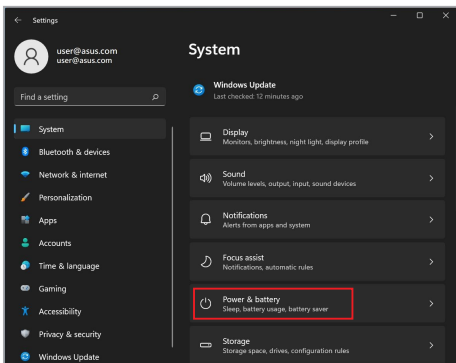 Settings
user@asus.com
user@asus.com
Find a setting
System
Bluetooth & devices
Network & internet
Personalization
Apps
Accounts
Time & language
Gaming
Accessibility
Privacy & security
Windows Update
System
Windows Update
Last checked: 12 minutes ago
Display
Monitors, brightness, night light, display profile
Sound
Volume levels, output, input, sound devices
Notifications
Alerts from apps and system
Focus assist
Notifications, automatic rules
Power & battery
Sleep, battery usage, battery saver
Storage
Storage space, drives, configuration rules